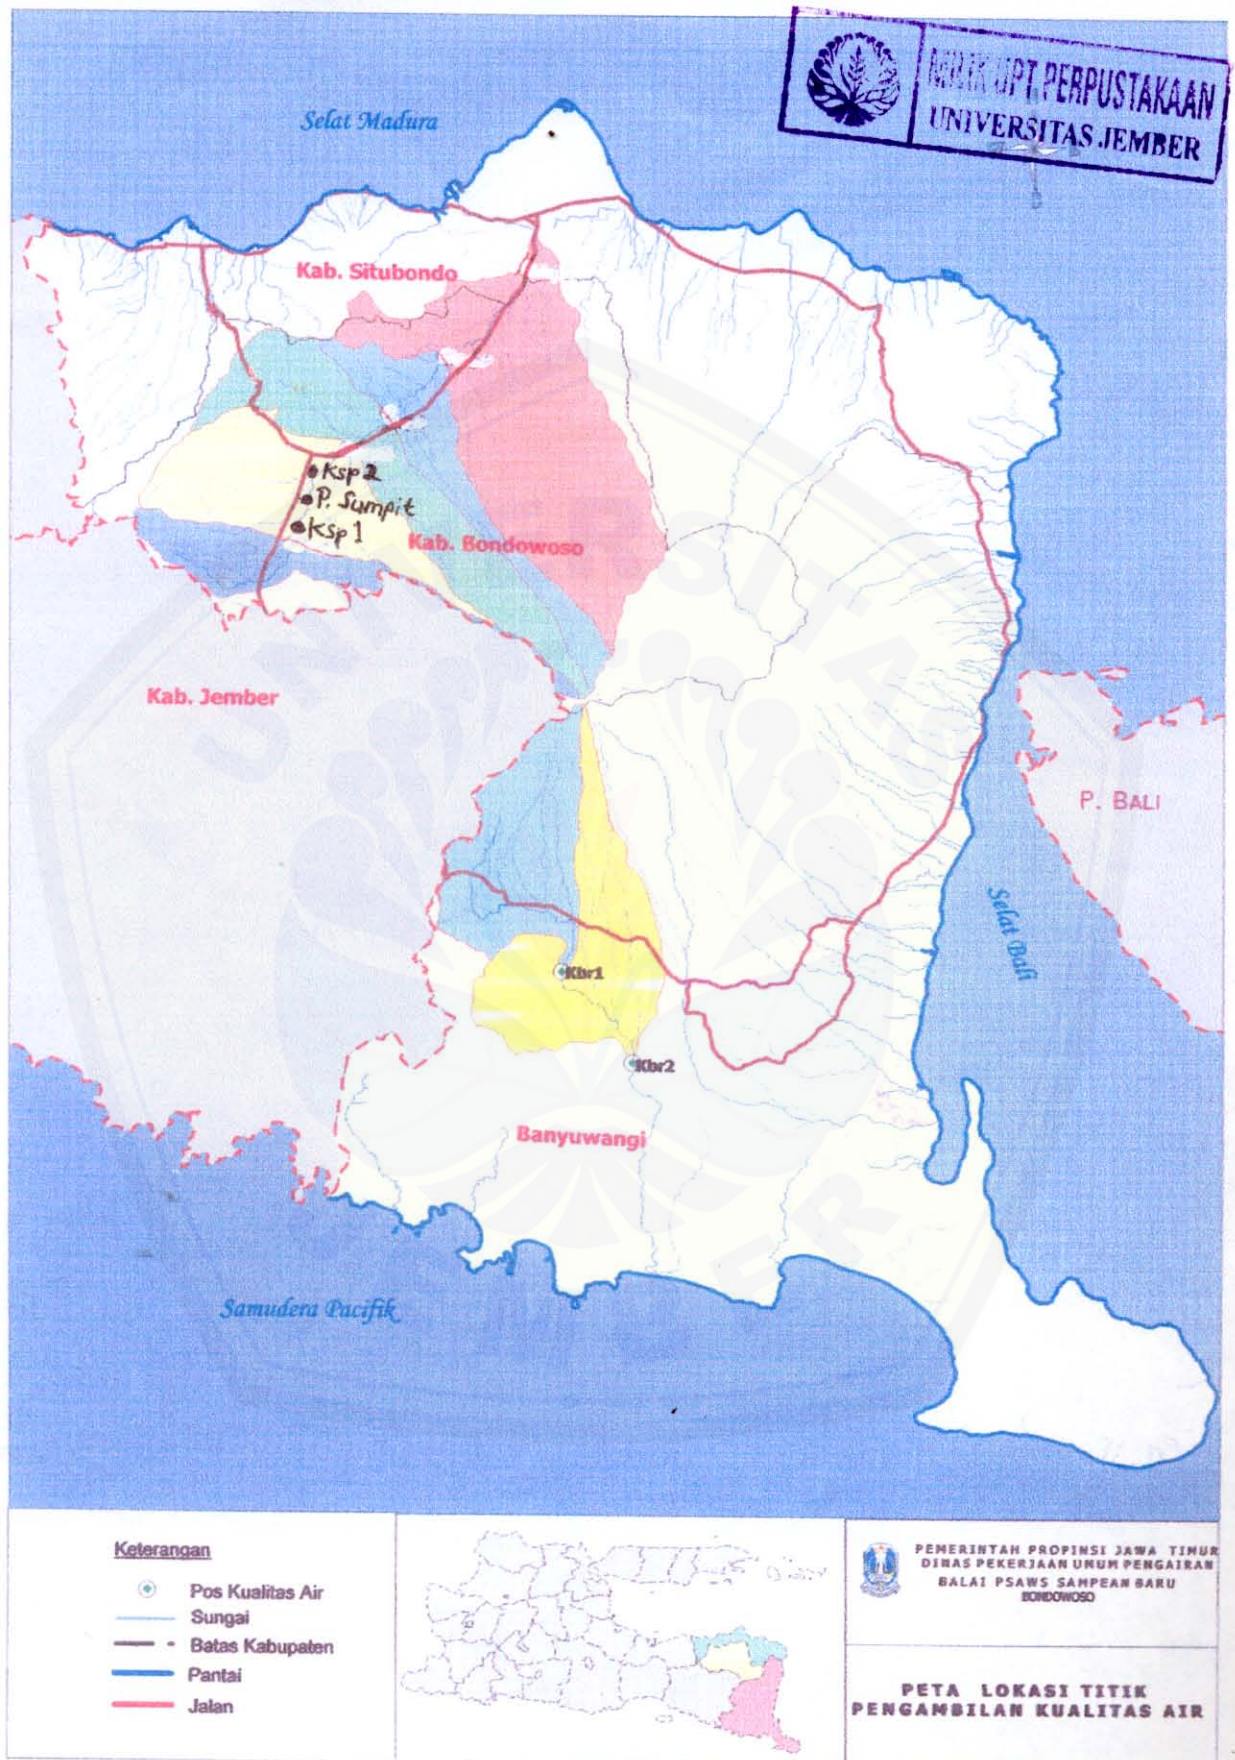 MILIK UPT PERPUSTAKAAN
UNIVERSITAS JEMBER
Selat Madura
Kab. Situbondo
Ksp 2
P. Sumpit
Ksp 1
Kab. Bondowoso
Kab. Jember
P. BALI
Selat Bali
Kbr1
Kbr2
Banyuwangi
Samudera Pacifik
Keterangan
Pos Kualitas Air
Sungai
Batas Kabupaten
Pantai
Jalan
PEMERINTAH PROPINSI JAWA TIMUR
DINAS PEKERJAAN UMUM PENGAIRAN
BALAI PSAWS SAMPEAN BARU
BONDOWOSO
PETA LOKASI TITIK
PENGAMBILAN KUALITAS AIR